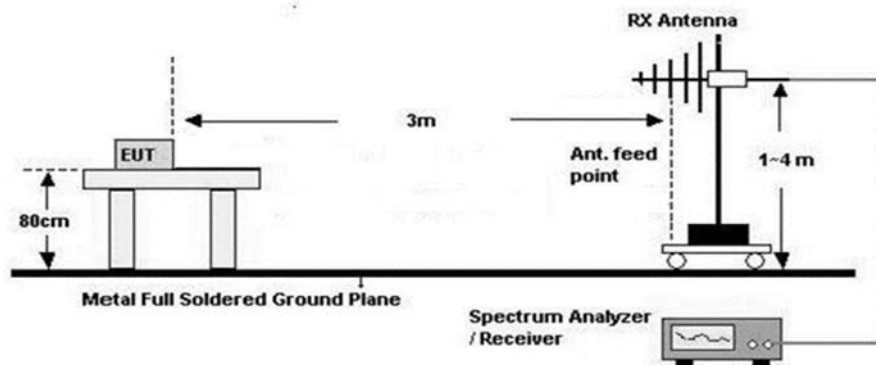 RX Antenna
3m
EUT
Ant. feed
point
1~4 m
80cm
Metal Full Soldered Ground Plane
Spectrum Analyzer
/ Receiver